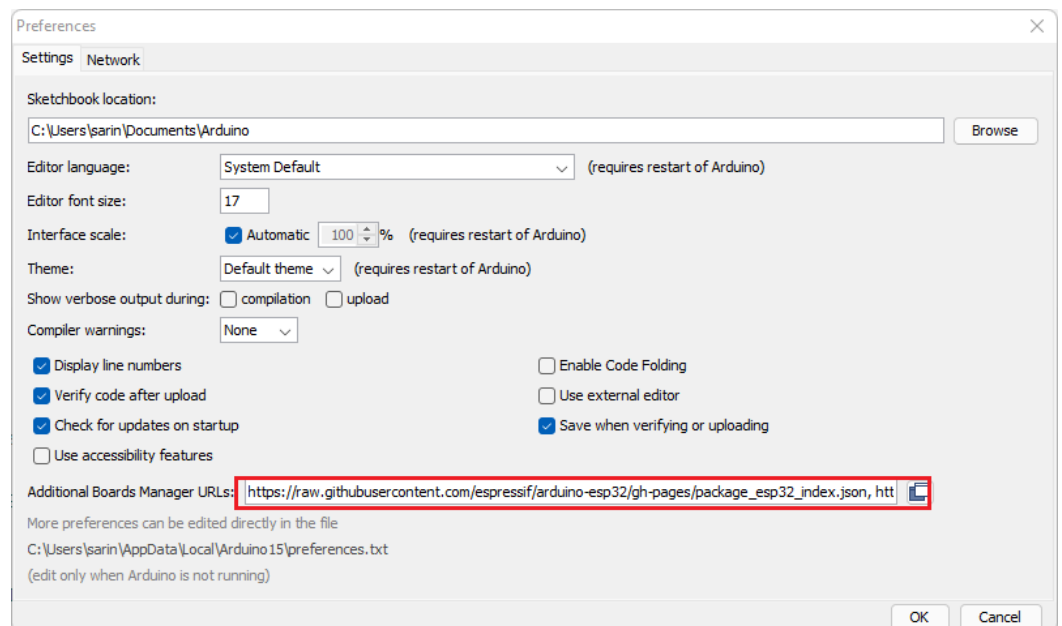 Preferences
Settings Network
Sketchbook location:
C:\Users\sarin\Documents\Arduino Browse
Editor language: System Default (requires restart of Arduino)
Editor font size: 17
Interface scale: Automatic 100 % (requires restart of Arduino)
Theme: Default theme (requires restart of Arduino)
Show verbose output during: compilation upload
Compiler warnings: None
Display line numbers Enable Code Folding
Verify code after upload Use external editor
Check for updates on startup Save when verifying or uploading
Use accessibility features
Additional Boards Manager URLs: https://raw.githubusercontent.com/espressif/arduino-esp32/gh-pages/package_esp32_index.json, htt
More preferences can be edited directly in the file
C:\Users\sarin\AppData\Local\Arduino15\preferences.txt
(edit only when Arduino is not running)
OK Cancel